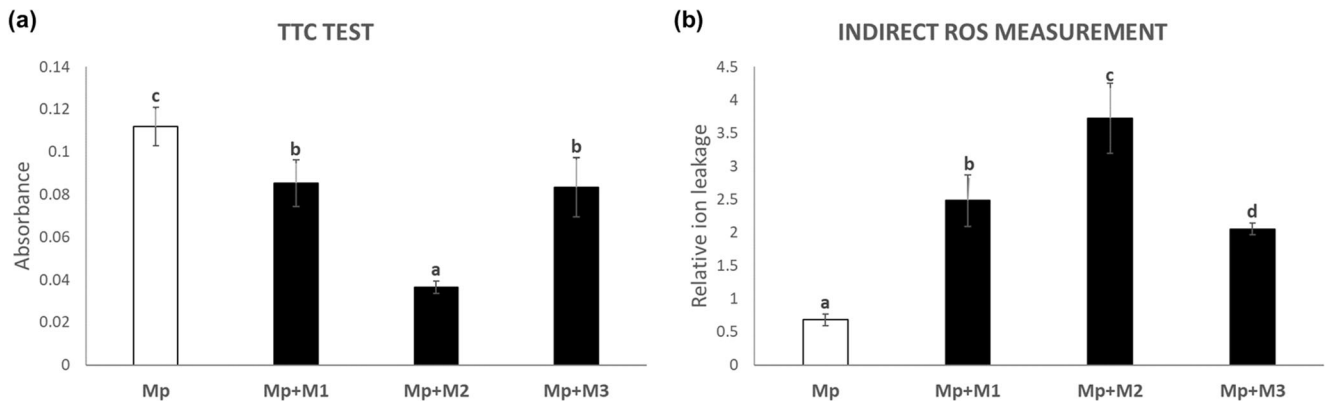 (a)
TTC TEST
Absorbance
0.14
0.12
0.1
0.08
0.06
0.04
0.02
0
c
b
a
b
Mp
Mp+M1
Mp+M2
Mp+M3
(b)
INDIRECT ROS MEASUREMENT
Relative ion leakage
4.5
4
3.5
3
2.5
2
1.5
1
0.5
0
a
b
c
d
Mp
Mp+M1
Mp+M2
Mp+M3